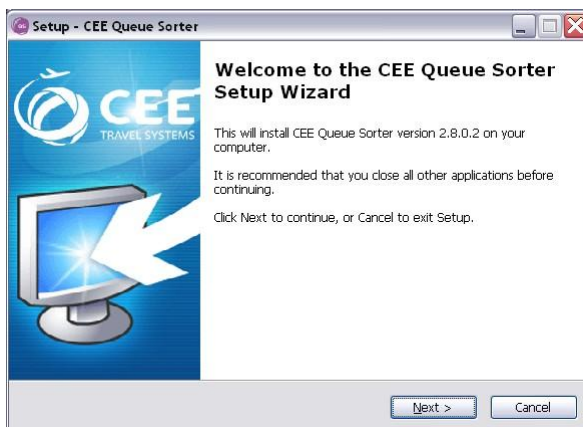 Setup - CEE Queue Sorter
CEE
TRAVEL SYSTEMS
Welcome to the CEE Queue Sorter
Setup Wizard
This will install CEE Queue Sorter version 2.8.0.2 on your
computer.
It is recommended that you close all other applications before
continuing.
Click Next to continue, or Cancel to exit Setup.
Next >
Cancel